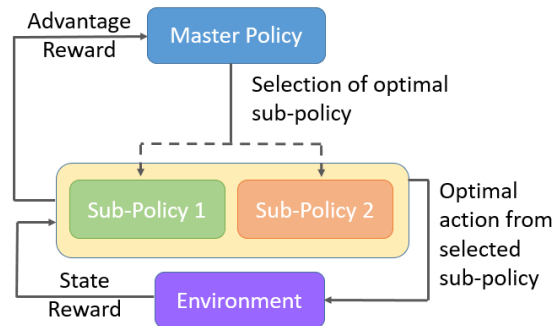 Advantage
Reward
Master Policy
Selection of optimal
sub-policy
Sub-Policy 1
Sub-Policy 2
Optimal
action from
selected
sub-policy
State
Reward
Environment